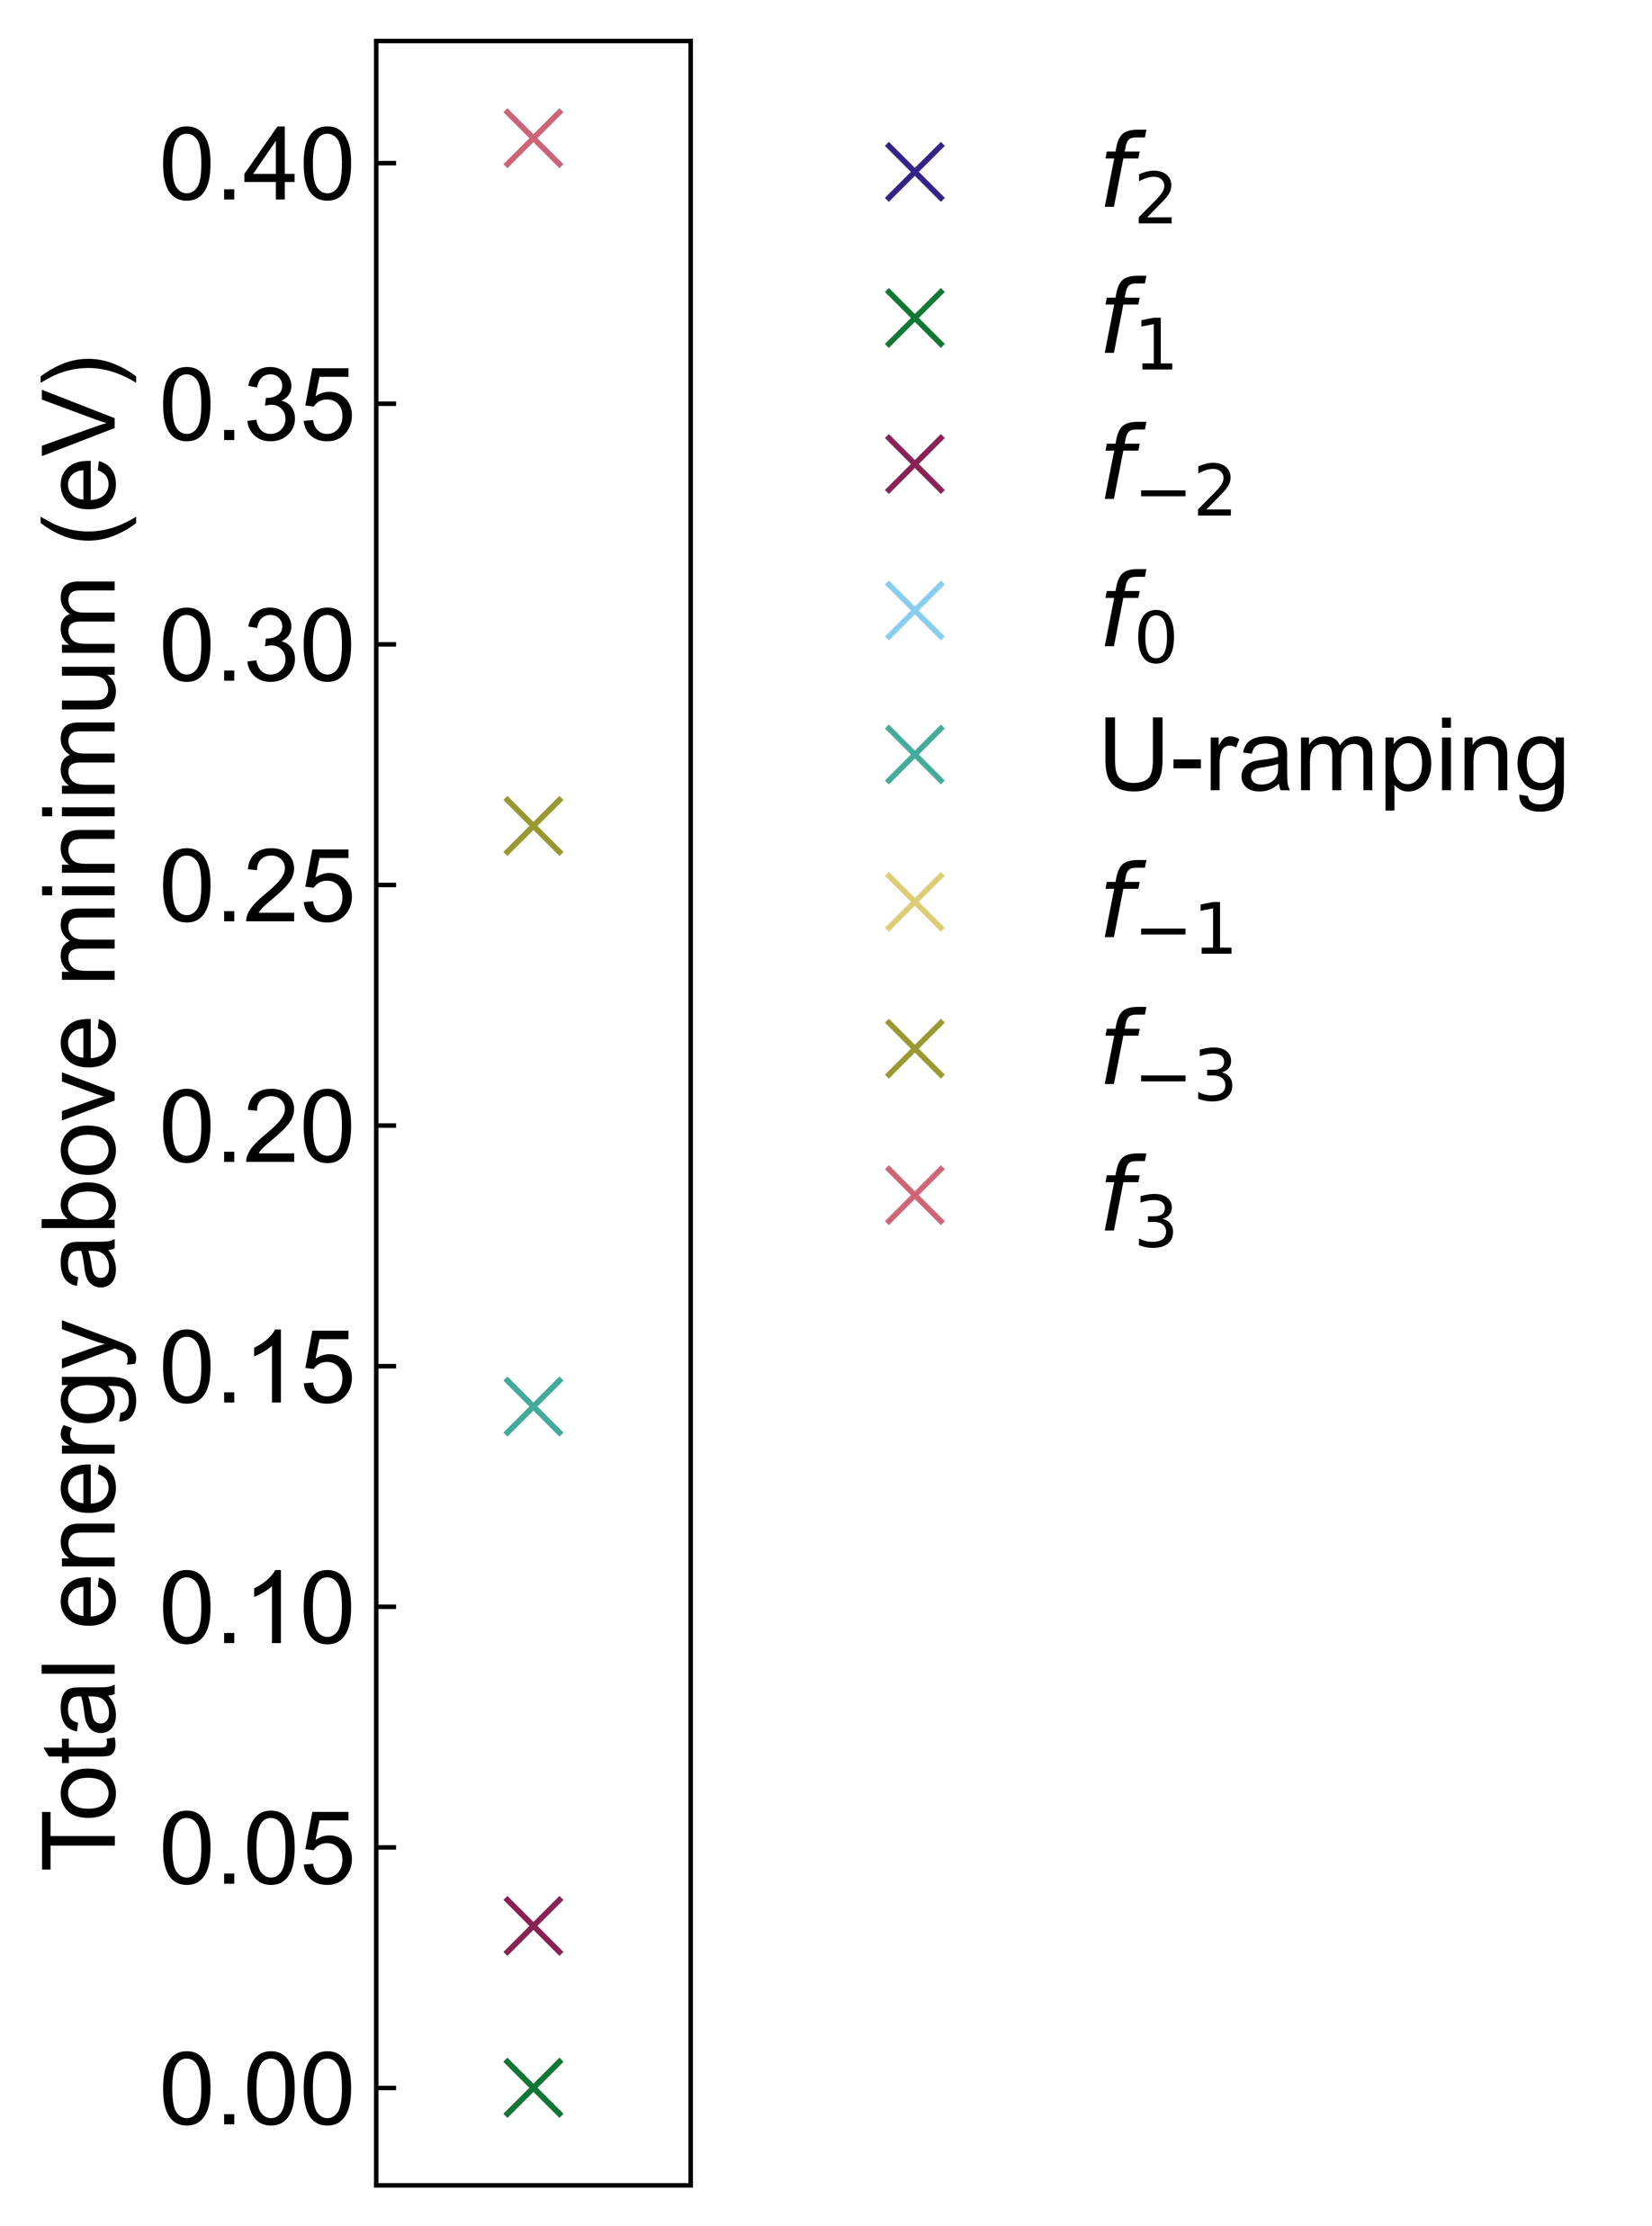 Total energy above minimum (eV)
0.40
0.35
0.30
0.25
0.20
0.15
0.10
0.05
0.00
f₂
f₁
f₋₂
f₀
U-ramping
f₋₁
f₋₃
f₃